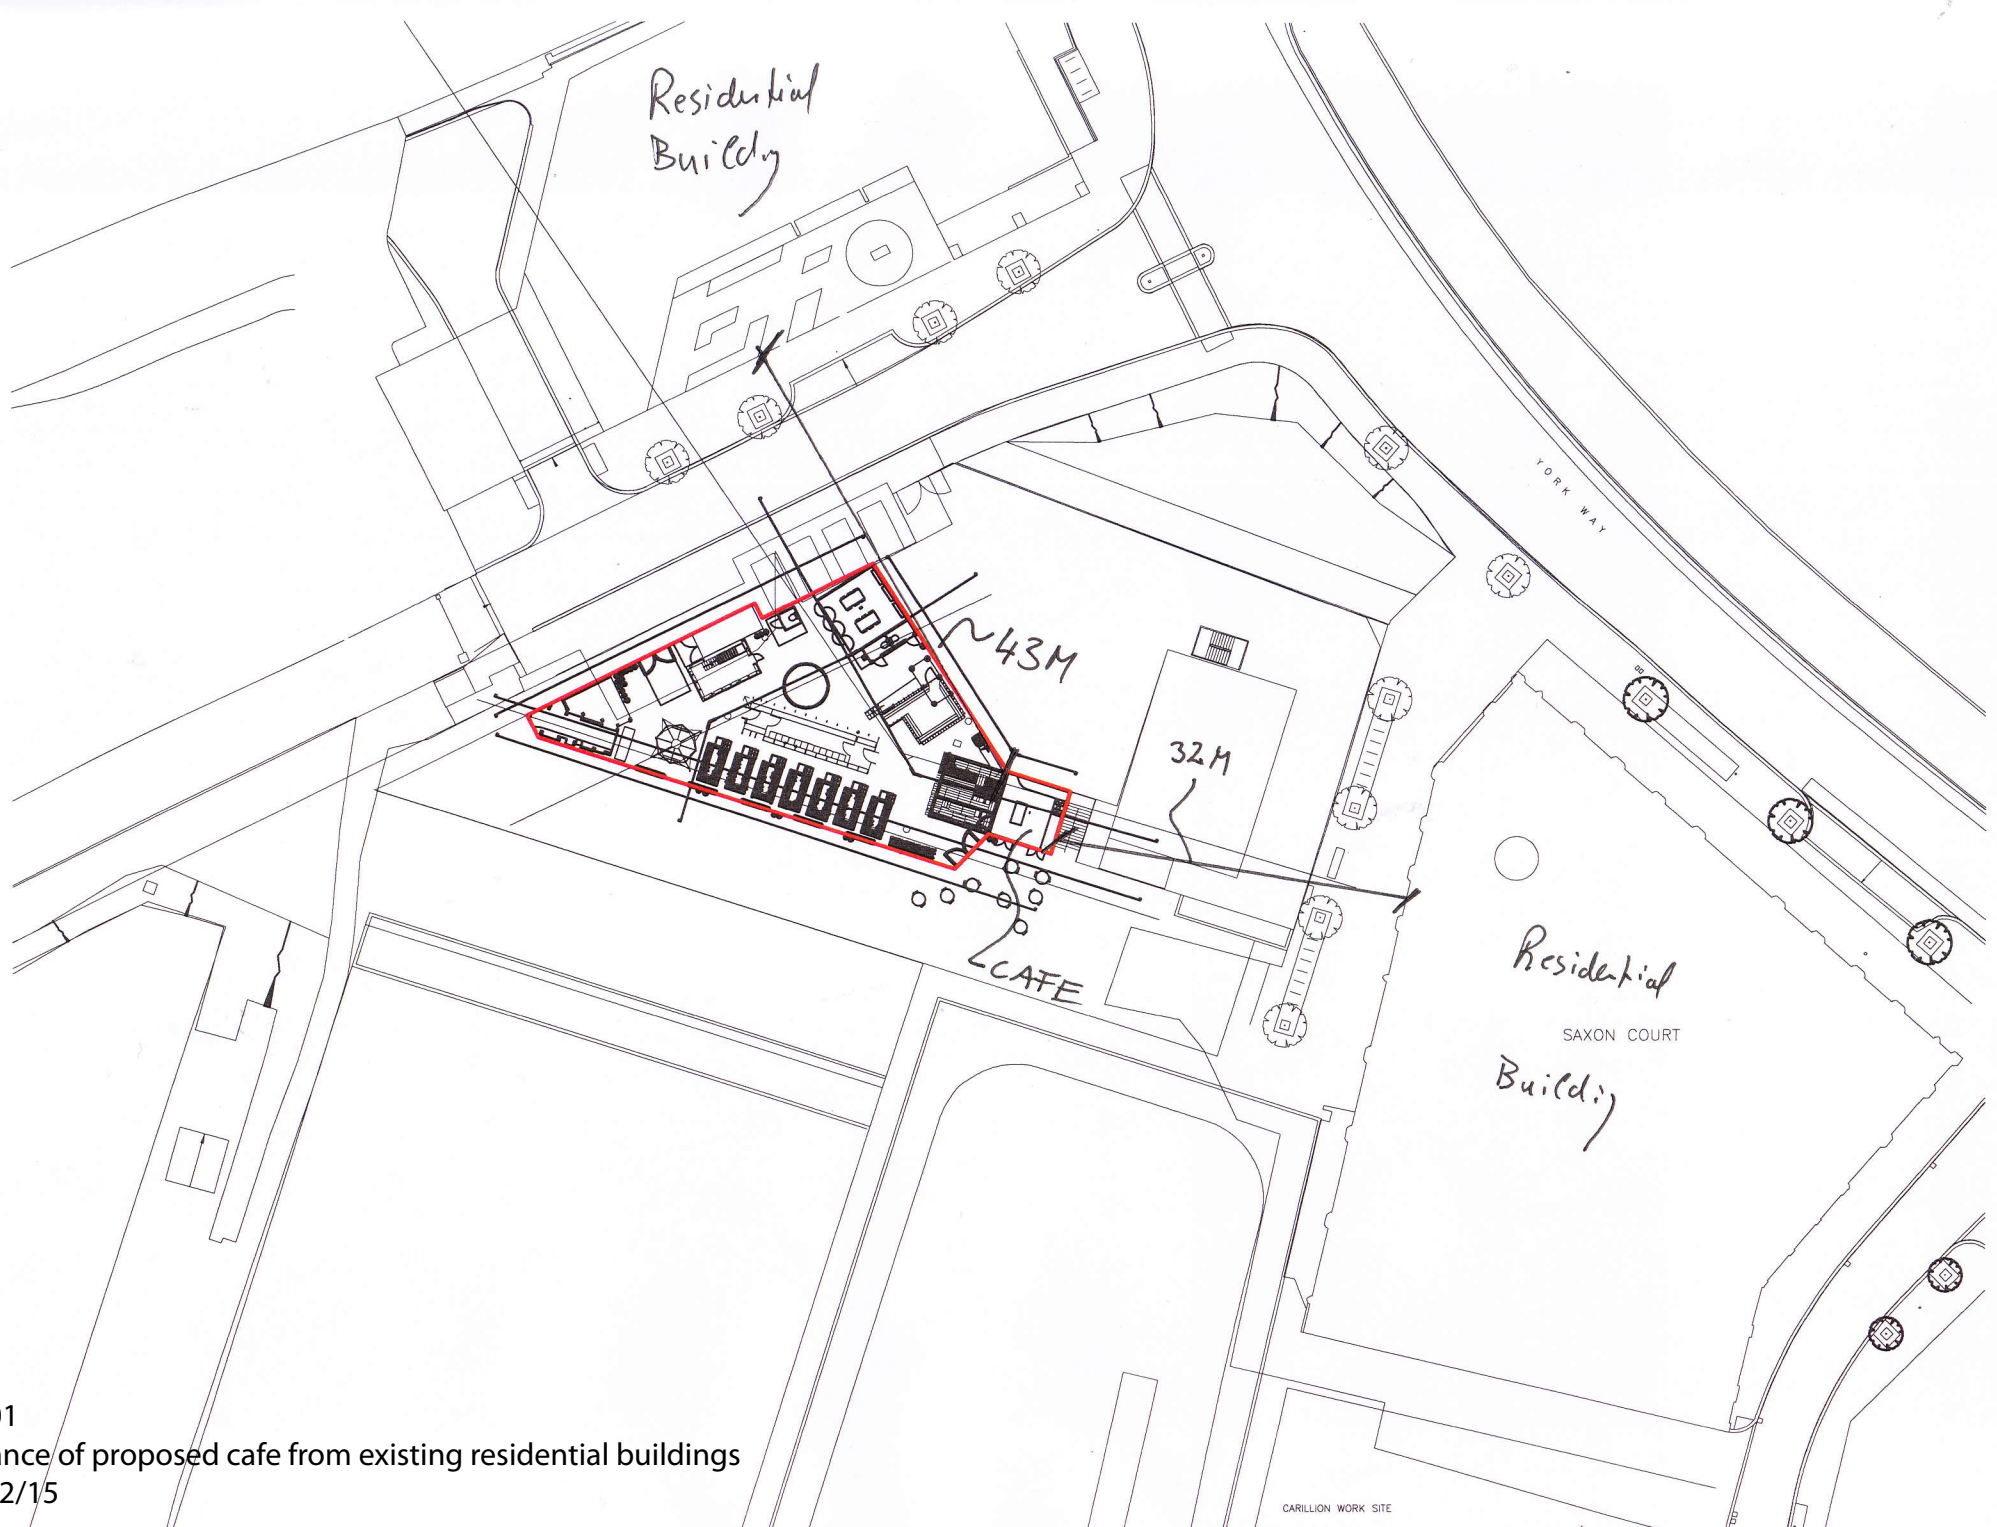 Residential
Building
YORK WAY
~43M
32M
CAFE
Residential
SAXON COURT
Building
01
ance of proposed cafe from existing residential buildings
2/15
CARILLION WORK SITE